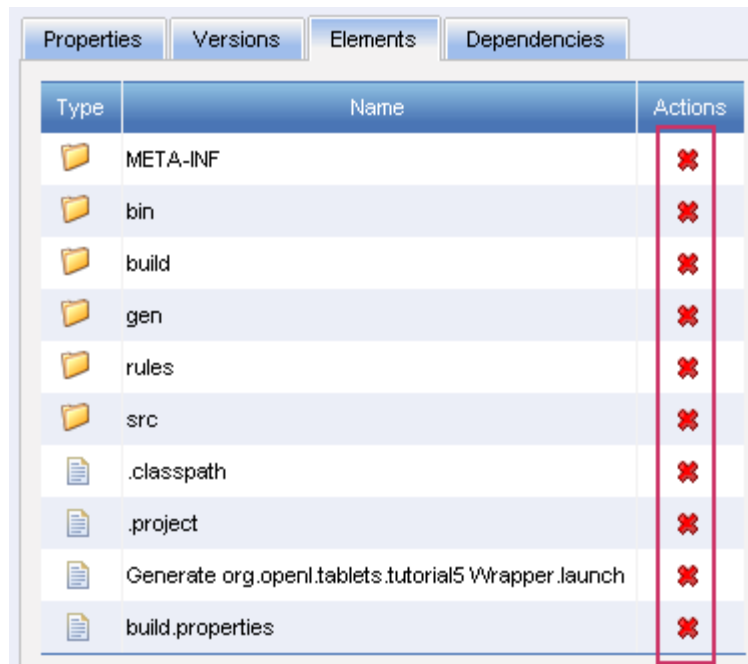 Properties Versions Elements Dependencies
Type Name Actions
META-INF
bin
build
gen
rules
src
.classpath
.project
Generate org.openl.tablets.tutorial5 Wrapper.launch
build.properties